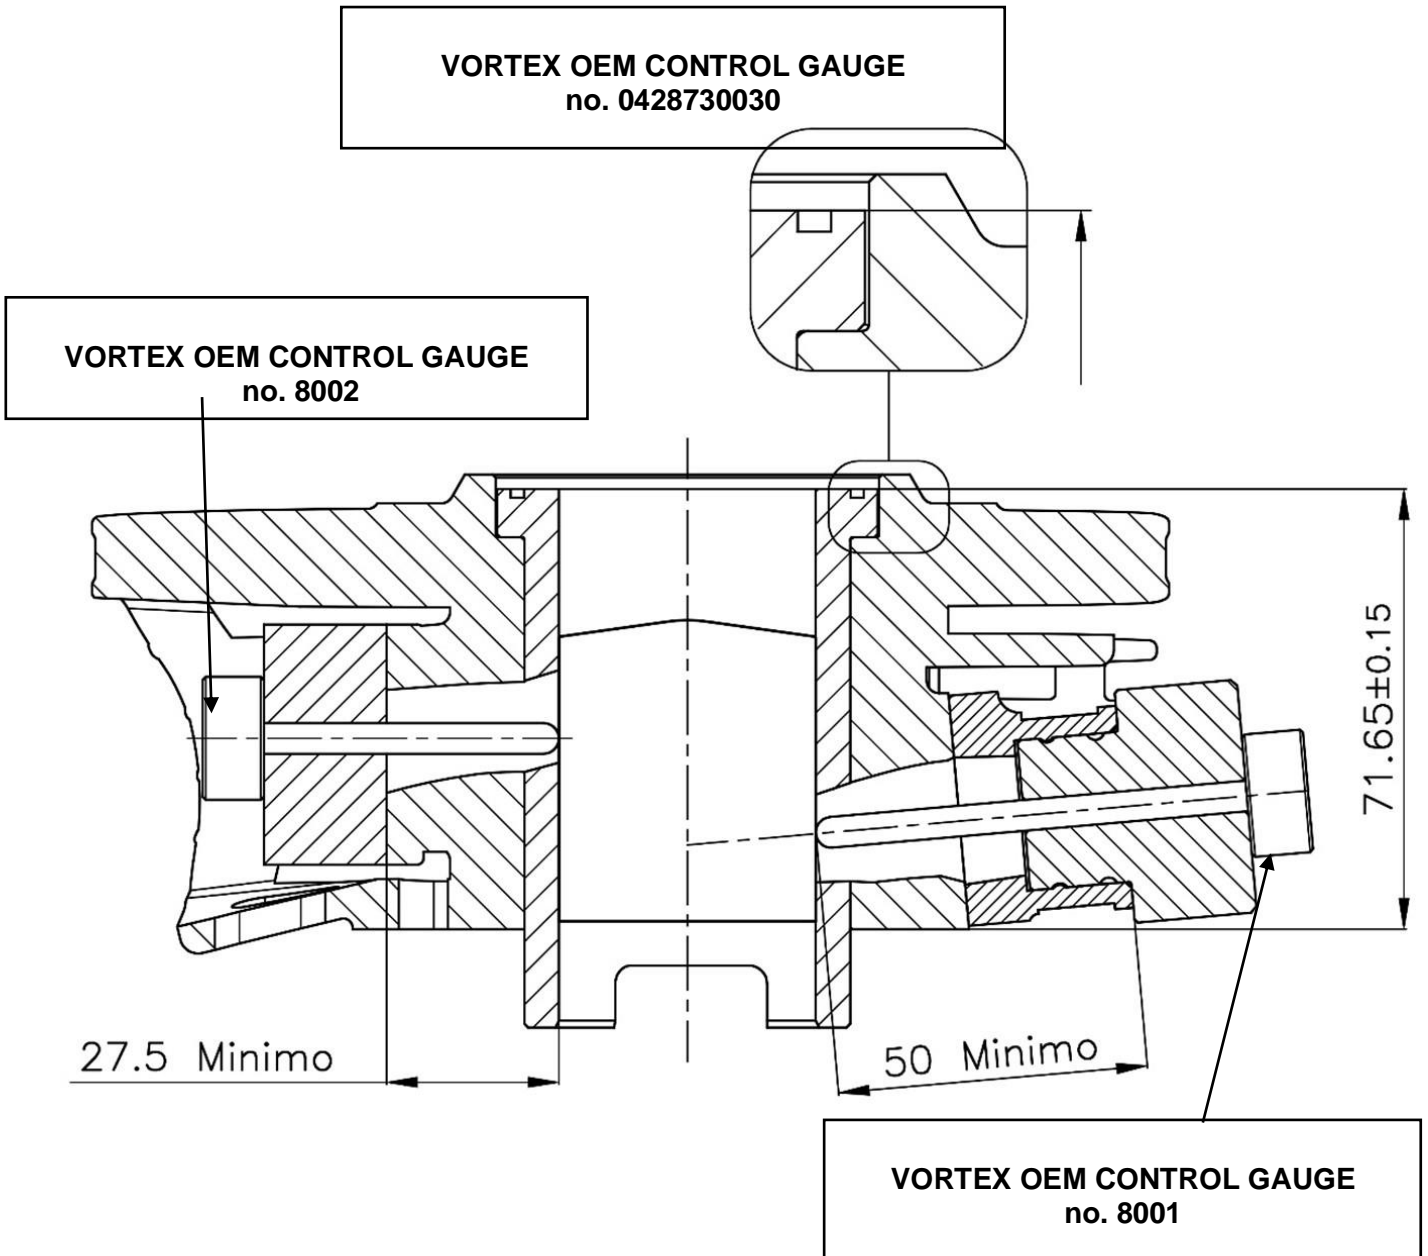 VORTEX OEM CONTROL GAUGE
no. 0428730030
VORTEX OEM CONTROL GAUGE
no. 8002
71.65±0.15
27.5 Minimo
50 Minimo
VORTEX OEM CONTROL GAUGE
no. 8001